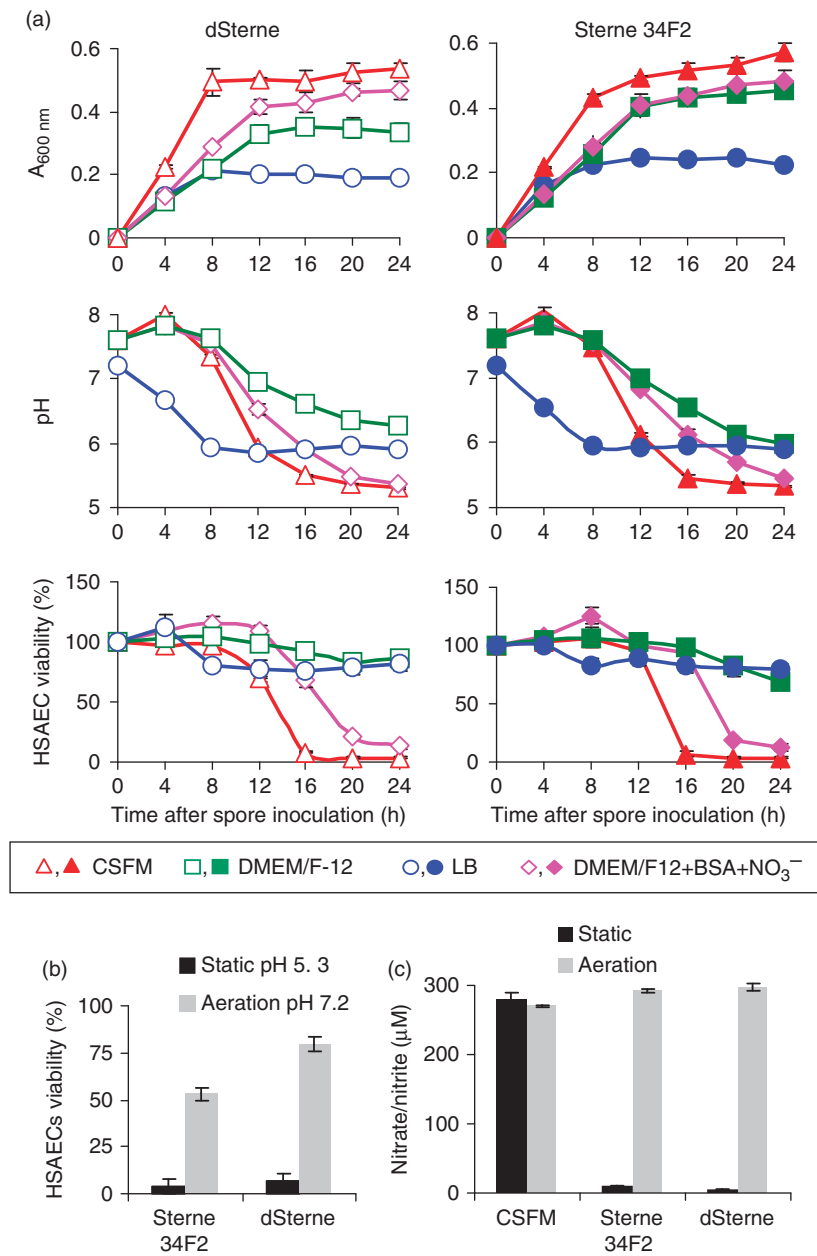 (a)
dSterne
Sterne 34F2
A600 nm
0.6
0.4
0.2
0
0 4 8 12 16 20 24
0.6
0.4
0.2
0
0 4 8 12 16 20 24
pH
8
7
6
5
0 4 8 12 16 20 24
8
7
6
5
0 4 8 12 16 20 24
HSAEC viability (%)
150
100
50
0
0 4 8 12 16 20 24
Time after spore inoculation (h)
150
100
50
0
0 4 8 12 16 20 24
Time after spore inoculation (h)
, CSFM , DMEM/F-12 , LB , DMEM/F12+BSA+NO3−
(b)
Static pH 5. 3
Aeration pH 7.2
HSAECs viability (%)
100
75
50
25
0
Sterne
34F2
dSterne
(c)
Static
Aeration
Nitrate/nitrite (µM)
300
200
100
0
CSFM
Sterne
34F2
dSterne